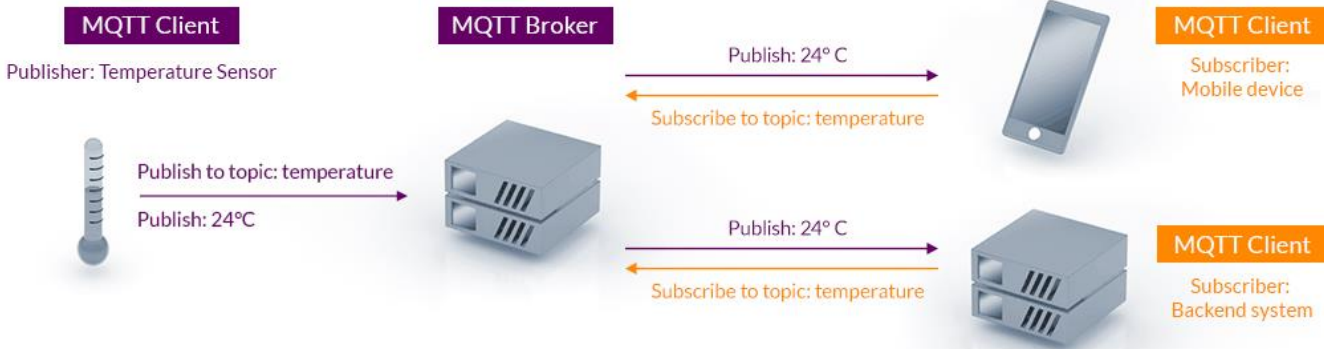 MQTT Client
Publisher: Temperature Sensor
Publish to topic: temperature
Publish: 24°C
MQTT Broker
Publish: 24° C
Subscribe to topic: temperature
MQTT Client
Subscriber:
Mobile device
Publish: 24° C
Subscribe to topic: temperature
MQTT Client
Subscriber:
Backend system